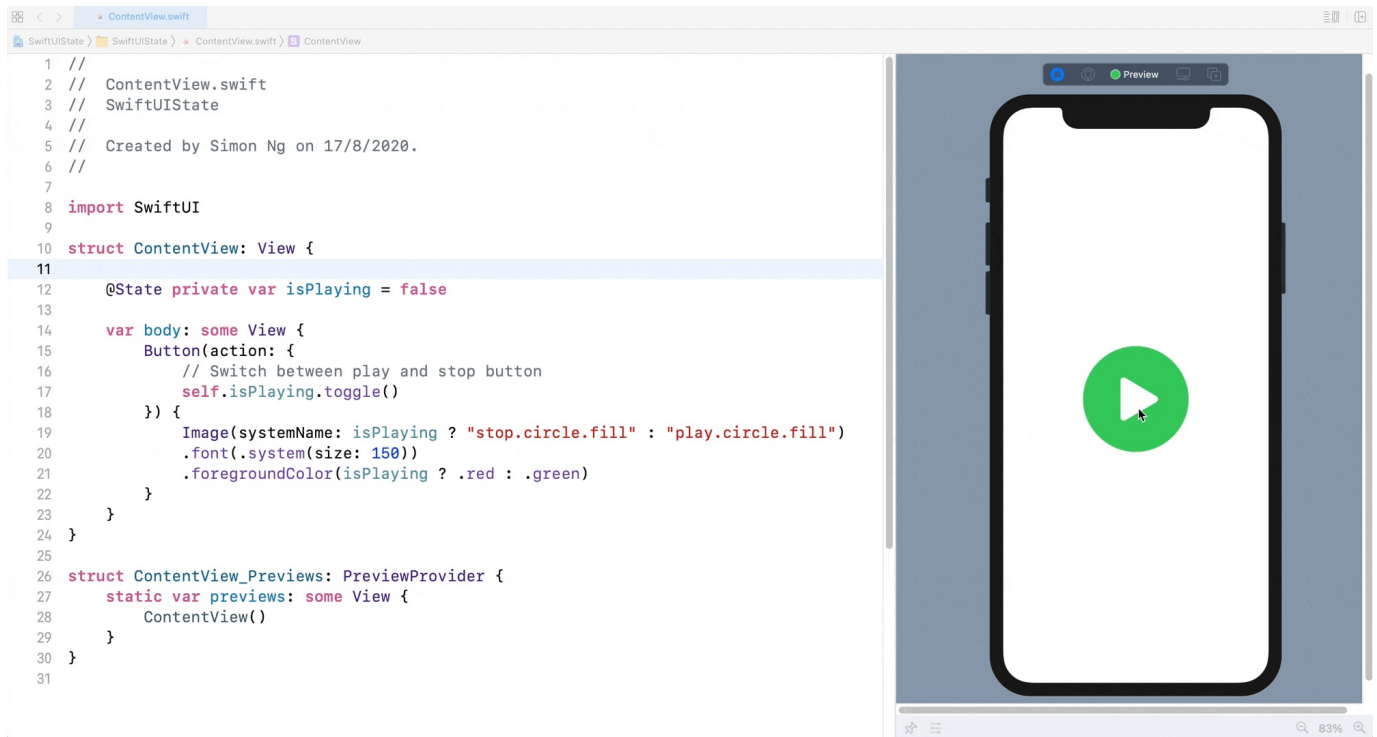 ContentView.swift
SwiftUIState SwiftUIState ContentView.swift S ContentView
1 //
2 //  ContentView.swift
3 //  SwiftUIState
4 //
5 //  Created by Simon Ng on 17/8/2020.
6 //
7
8 import SwiftUI
9
10 struct ContentView: View {
11
12     @State private var isPlaying = false
13
14     var body: some View {
15         Button(action: {
16             // Switch between play and stop button
17             self.isPlaying.toggle()
18         }) {
19             Image(systemName: isPlaying ? "stop.circle.fill" : "play.circle.fill")
20             .font(.system(size: 150))
21             .foregroundColor(isPlaying ? .red : .green)
22         }
23     }
24 }
25
26 struct ContentView_Previews: PreviewProvider {
27     static var previews: some View {
28         ContentView()
29     }
30 }
31
Preview
83%